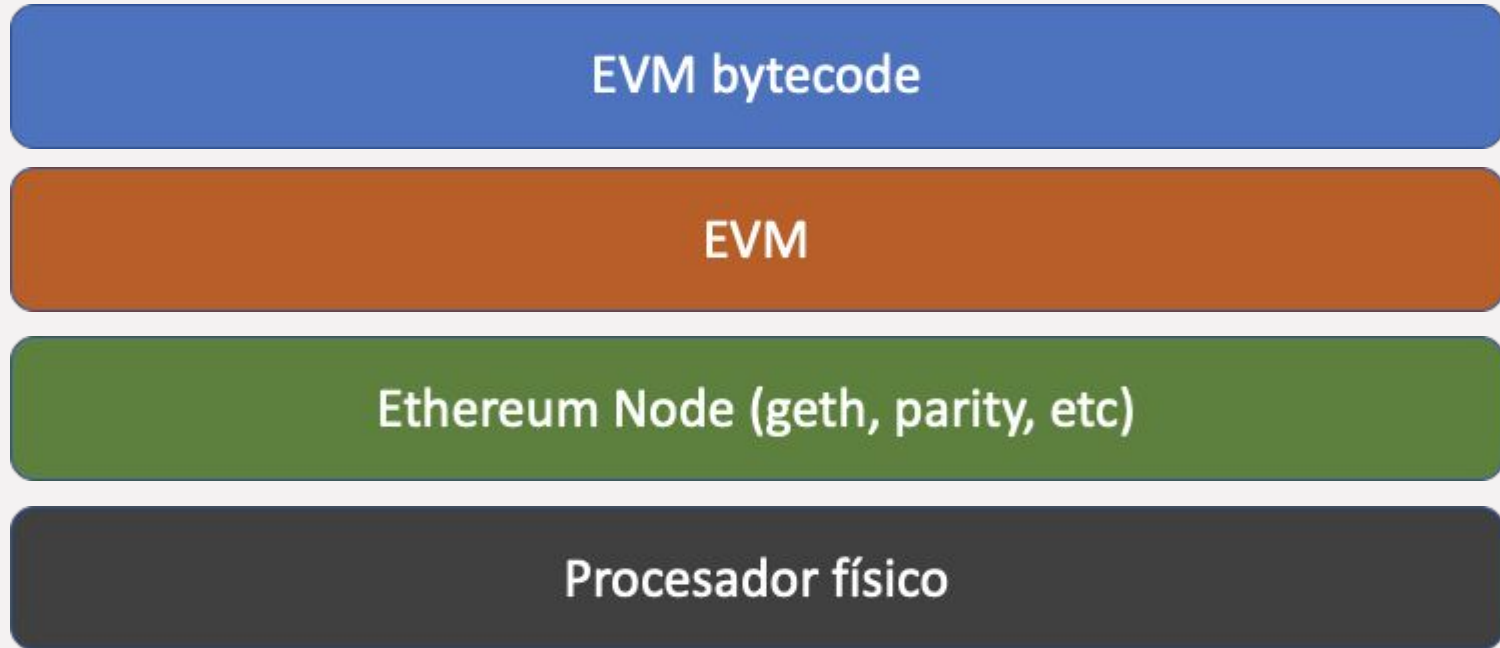 EVM bytecode
EVM
Ethereum Node (geth, parity, etc)
Procesador físico